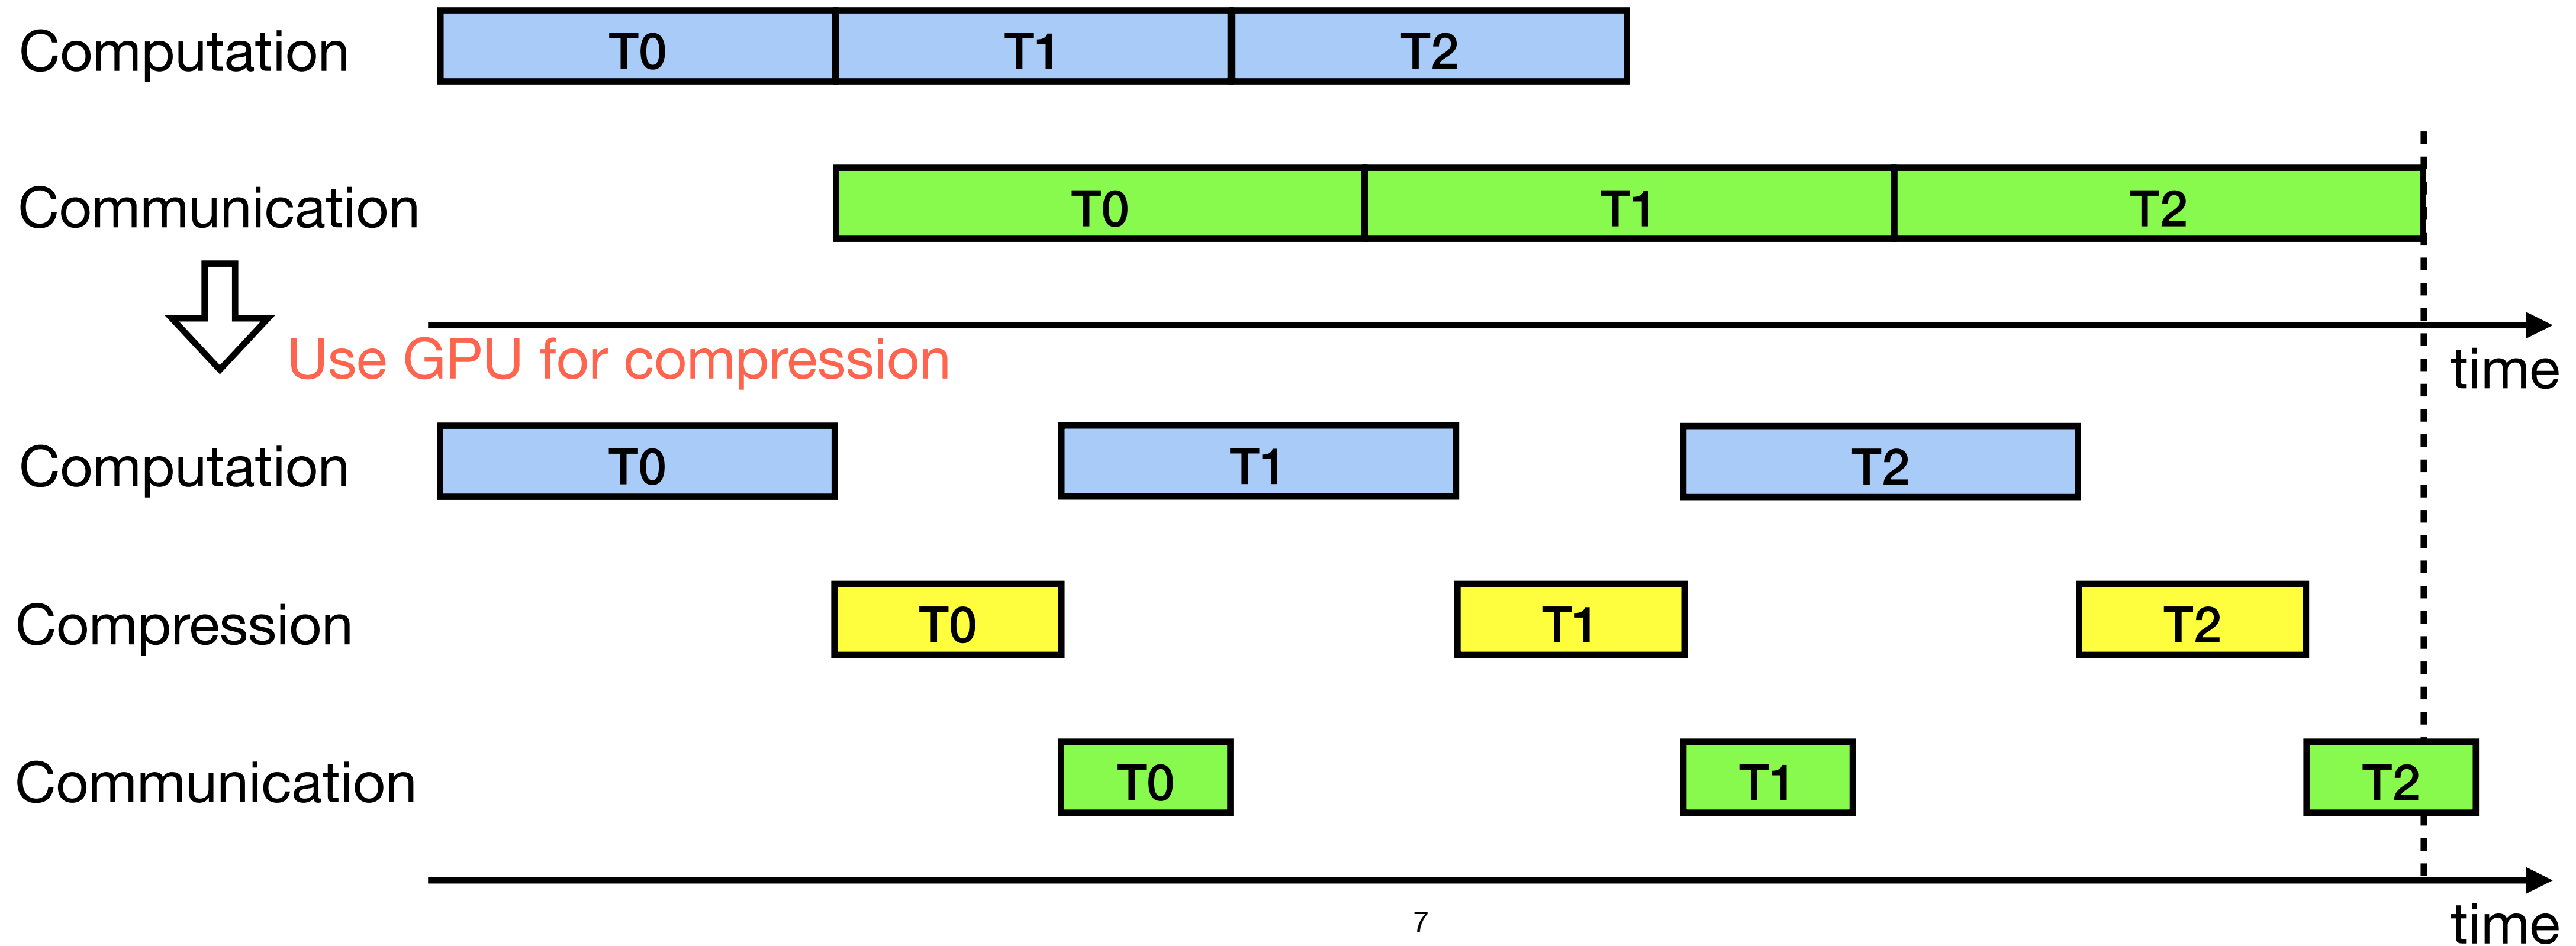 Computation T0 T1 T2
Communication T0 T1 T2
time
Use GPU for compression
Computation T0 T1 T2
Compression T0 T1 T2
Communication T0 T1 T2
time
7